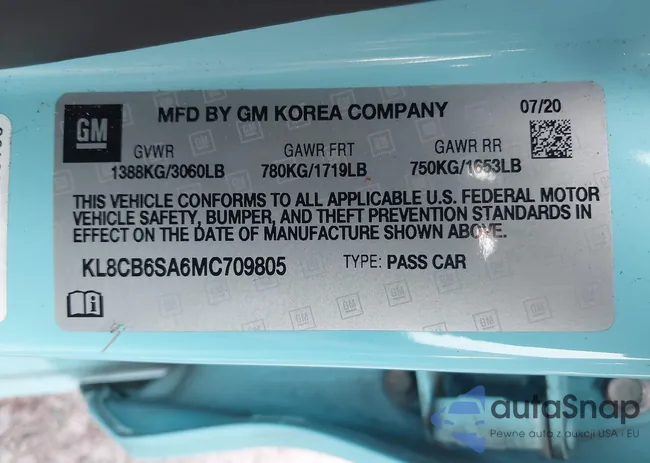 GM
MFD BY GM KOREA COMPANY 07/20
GVWR GAWR FRT GAWR RR
1388KG/3060LB 780KG/1719LB 750KG/1653LB
THIS VEHICLE CONFORMS TO ALL APPLICABLE U.S. FEDERAL MOTOR
VEHICLE SAFETY, BUMPER, AND THEFT PREVENTION STANDARDS IN
EFFECT ON THE DATE OF MANUFACTURE SHOWN ABOVE.
KL8CB6SA6MC709805 TYPE: PASS CAR
autaSnap
Pewne auta z aukcji USA i EU